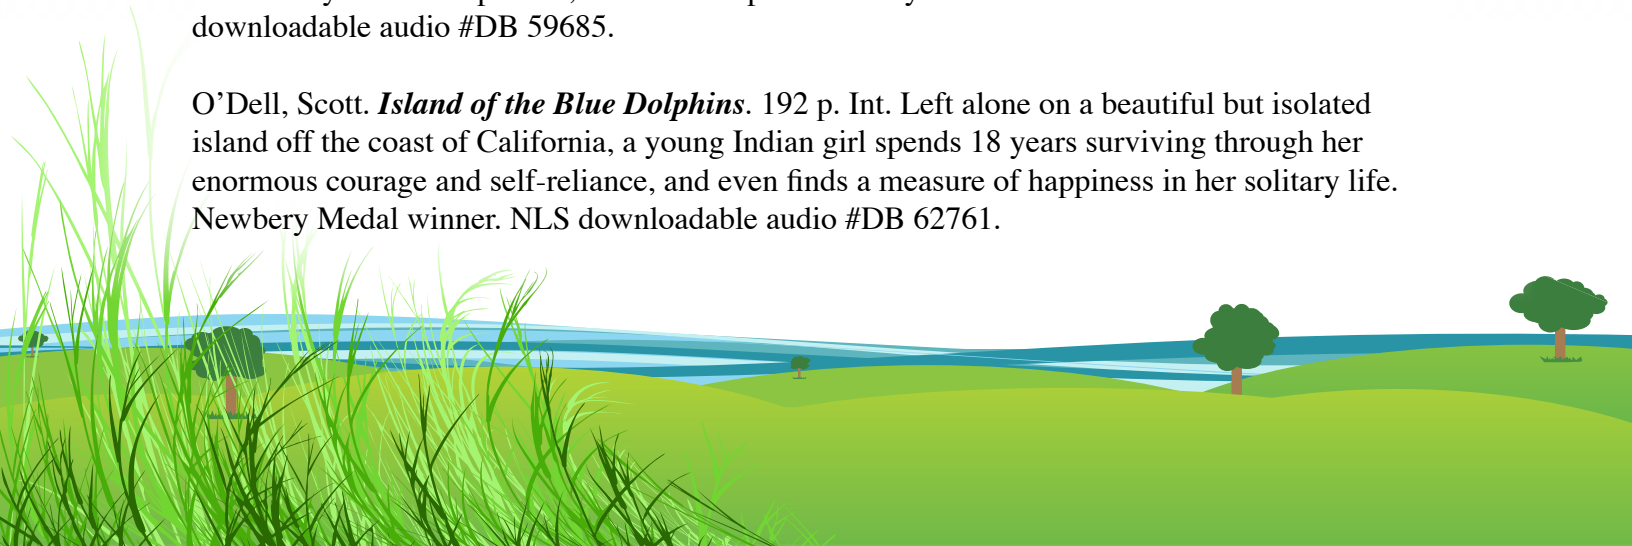 downloadable audio #DB 59685.
O’Dell, Scott. Island of the Blue Dolphins. 192 p. Int. Left alone on a beautiful but isolated
island off the coast of California, a young Indian girl spends 18 years surviving through her
enormous courage and self-reliance, and even finds a measure of happiness in her solitary life.
Newbery Medal winner. NLS downloadable audio #DB 62761.